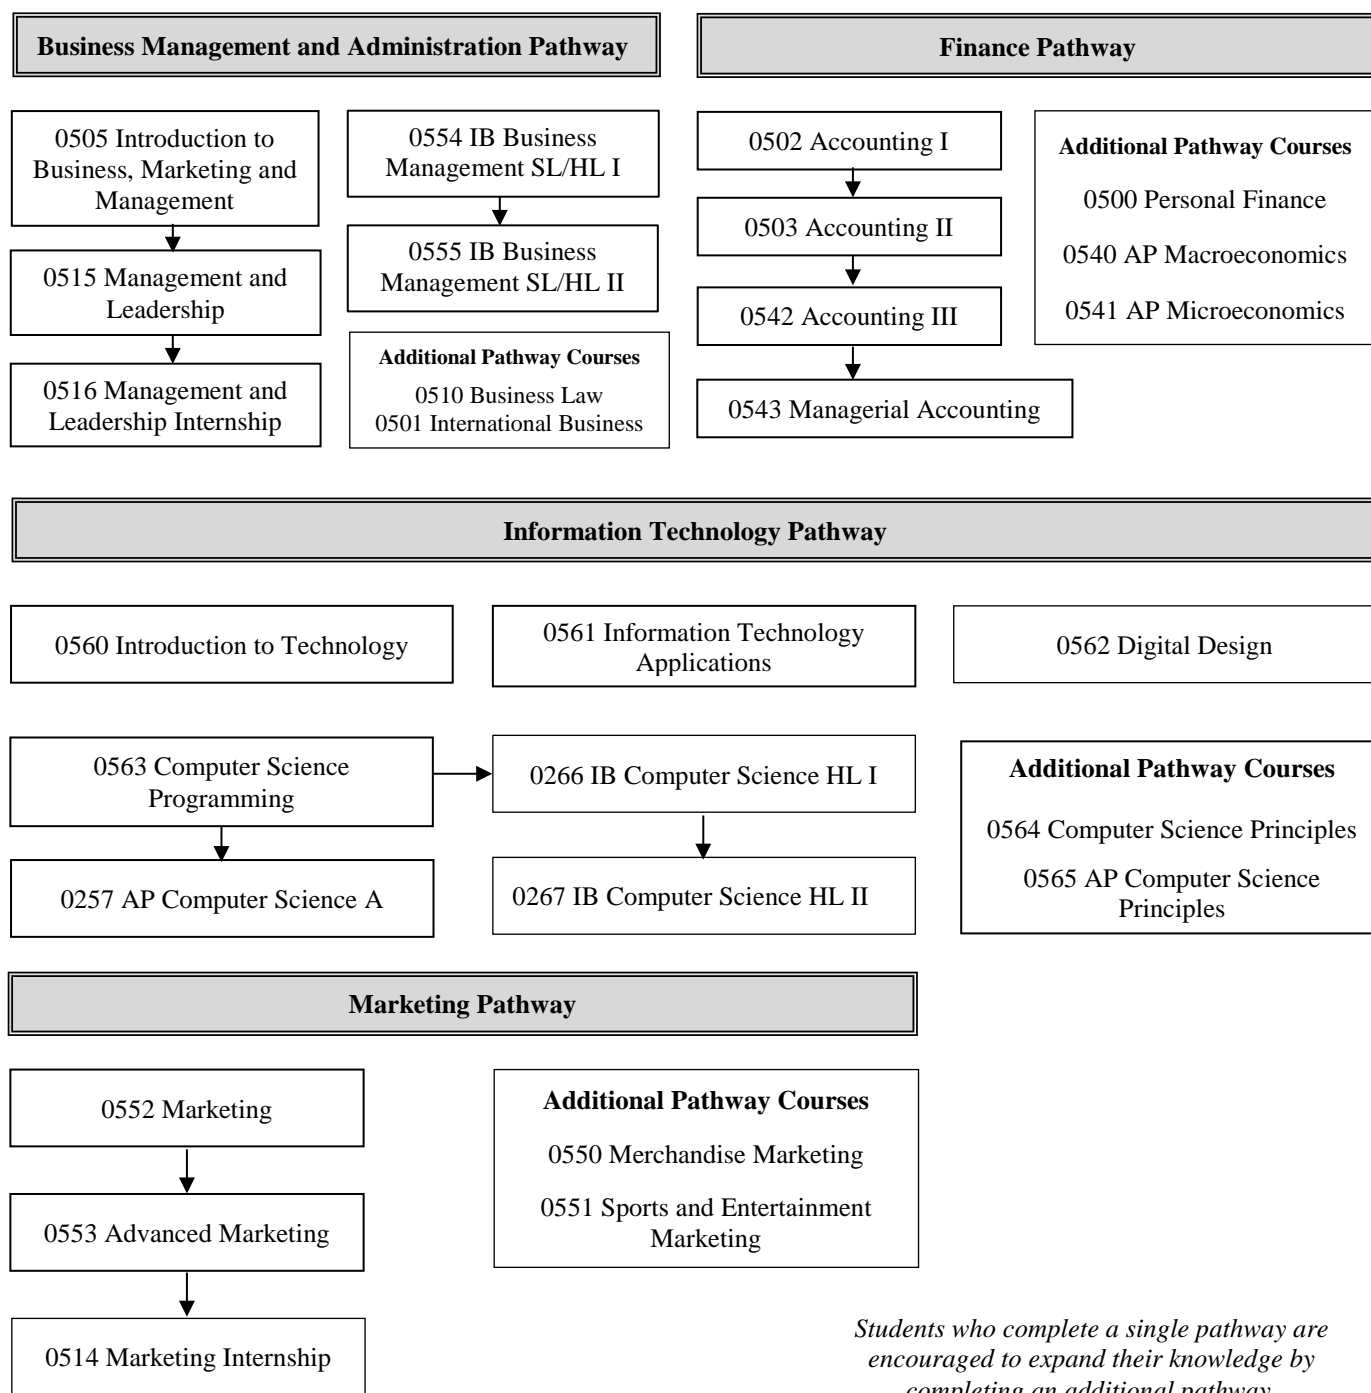 Business Management and Administration Pathway
Finance Pathway
0505 Introduction to
Business, Marketing and
Management
0515 Management and
Leadership
0516 Management and
Leadership Internship
0554 IB Business
Management SL/HL I
0555 IB Business
Management SL/HL II
Additional Pathway Courses
0510 Business Law
0501 International Business
0502 Accounting I
0503 Accounting II
0542 Accounting III
0543 Managerial Accounting
Additional Pathway Courses
0500 Personal Finance
0540 AP Macroeconomics
0541 AP Microeconomics
Information Technology Pathway
0560 Introduction to Technology
0561 Information Technology
Applications
0562 Digital Design
0563 Computer Science
Programming
0257 AP Computer Science A
0266 IB Computer Science HL I
0267 IB Computer Science HL II
Additional Pathway Courses
0564 Computer Science Principles
0565 AP Computer Science
Principles
Marketing Pathway
0552 Marketing
0553 Advanced Marketing
0514 Marketing Internship
Additional Pathway Courses
0550 Merchandise Marketing
0551 Sports and Entertainment
Marketing
Students who complete a single pathway are
encouraged to expand their knowledge by
completing an additional pathway